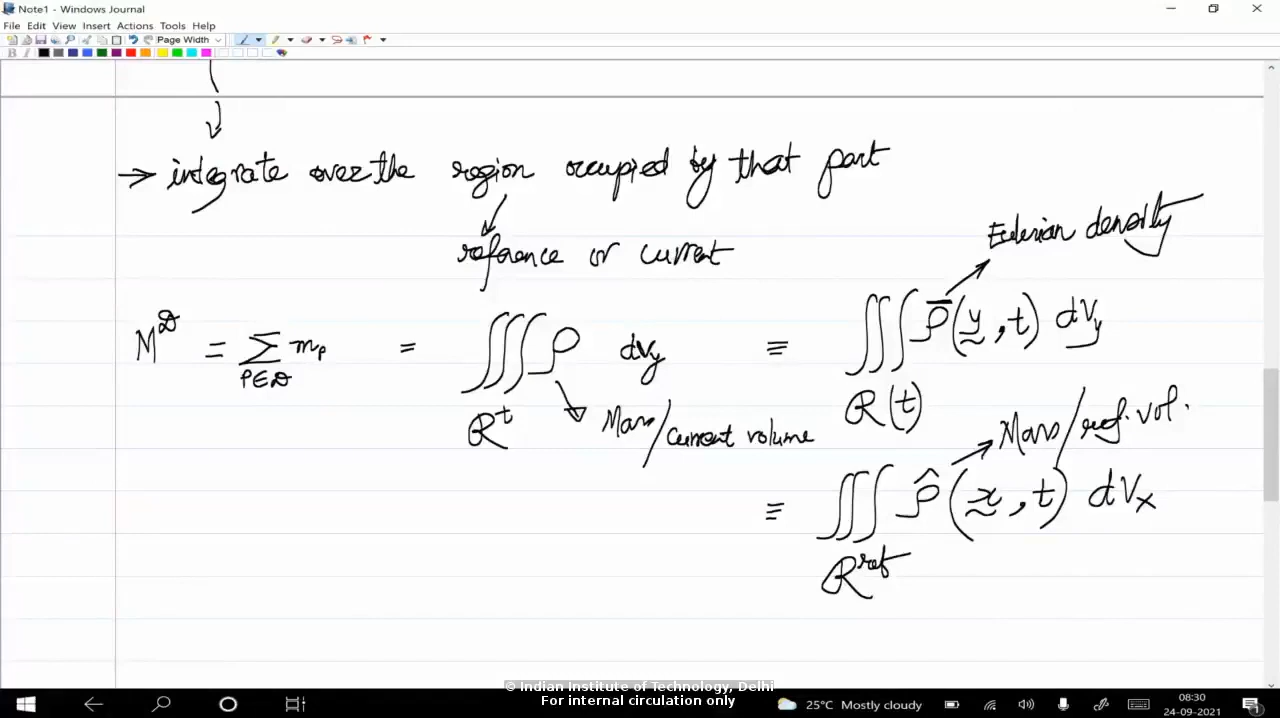 Note1 - Windows Journal
File Edit View Insert Actions Tools Help
Page Width
B I
→ integrate over the region occupied by that part
reference or current
Eulerian density
M^𝒟 = ∑_{P∈𝒟} m_P = ∭_{R^t} ρ dV_y ≡ ∭_{R(t)} ρ̄(y̰, t) dV_y
Mass/current volume
Mass/ref. vol.
≡ ∭_{R^ref} ρ̂(x̰, t) dV_x
© Indian Institute of Technology, Delhi
For internal circulation only
25°C Mostly cloudy
08:30
24-09-2021
1